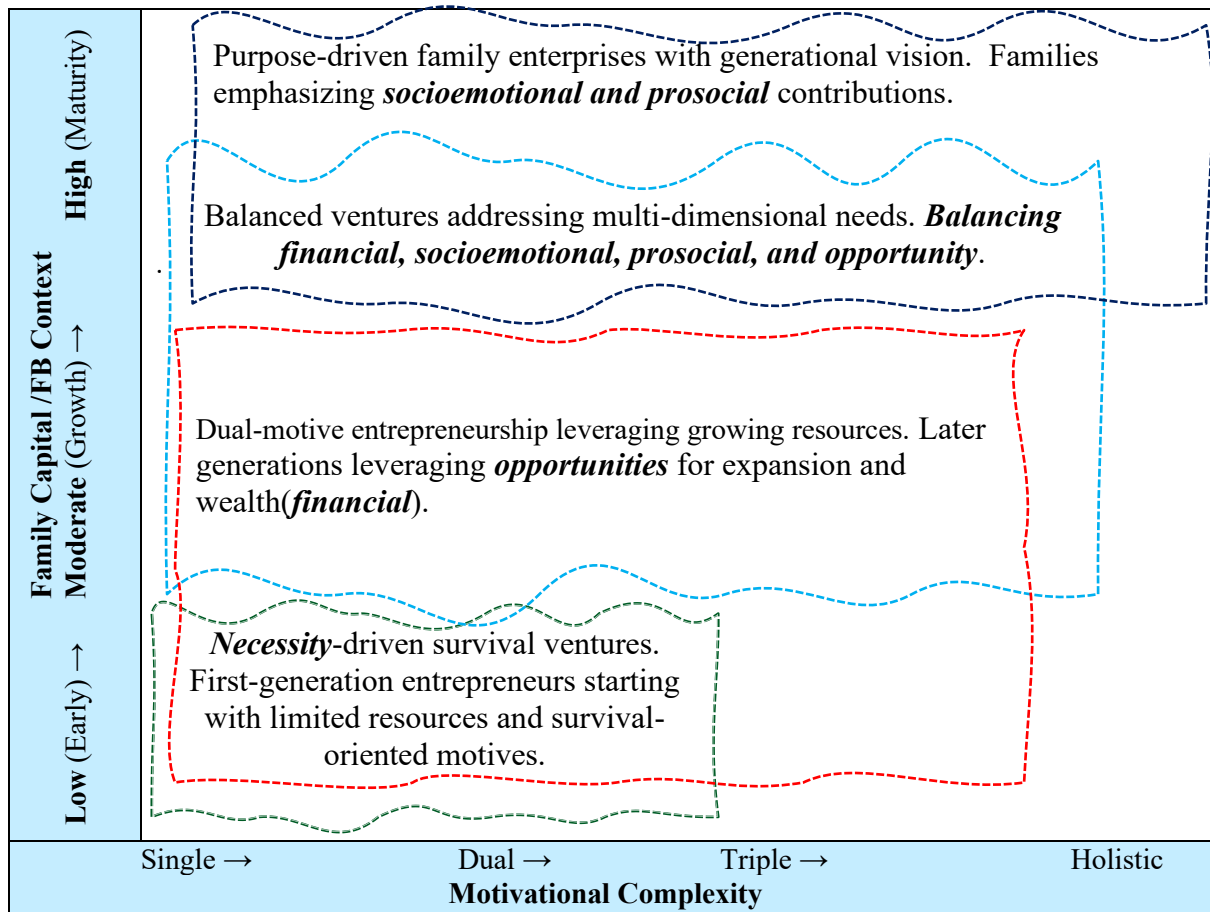 Family Capital /FB Context
Low (Early) → Moderate (Growth) → High (Maturity)
Purpose-driven family enterprises with generational vision.  Families
emphasizing socioemotional and prosocial contributions.
Balanced ventures addressing multi-dimensional needs. Balancing
financial, socioemotional, prosocial, and opportunity.
.
Dual-motive entrepreneurship leveraging growing resources. Later
generations leveraging opportunities for expansion and
wealth(financial).
Necessity-driven survival ventures.
First-generation entrepreneurs starting
with limited resources and survival-
oriented motives.
Single → Dual → Triple → Holistic
Motivational Complexity